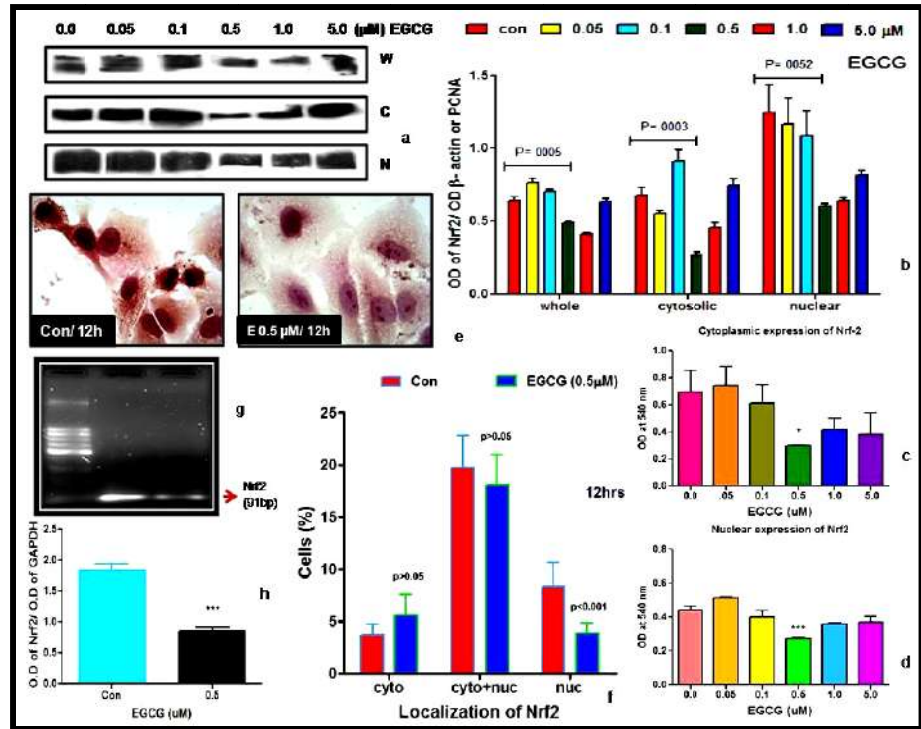 0.0 0.05 0.1 0.5 1.0 5.0 (µM) EGCG
W
C
a
N
Con/ 12h
E 0.5 µM/ 12h
e
con 0.05 0.1 0.5 1.0 5.0 µM
EGCG
P= 0005
P= 0003
P= 0052
OD of Nrf2/ OD β- actin or PCNA
1.5
1.0
0.5
0.0
whole cytosolic nuclear
b
g
Nrf2
(91bp)
O.D of Nrf2/ O.D of GAPDH
2.0
1.5
1.0
0.5
0.0
***
h
Con 0.5
EGCG (uM)
Con EGCG (0.5µM)
Cells (%)
25
20
15
10
5
0
p>0.05
p>0.05
p<0.001
12hrs
cyto cyto+nuc nuc
Localization of Nrf2
f
Cytoplasmic expression of Nrf-2
OD at 540 nm
1.0
0.8
0.6
0.4
0.2
0.0
*
c
0.0 .05 0.1 0.5 1.0 5.0
EGCG (uM)
Nuclear expression of Nrf2
OD at 540 nm
0.8
0.6
0.4
0.2
0.0
***
d
0.0 0.05 0.1 0.5 1.0 5.0
EGCG (uM)